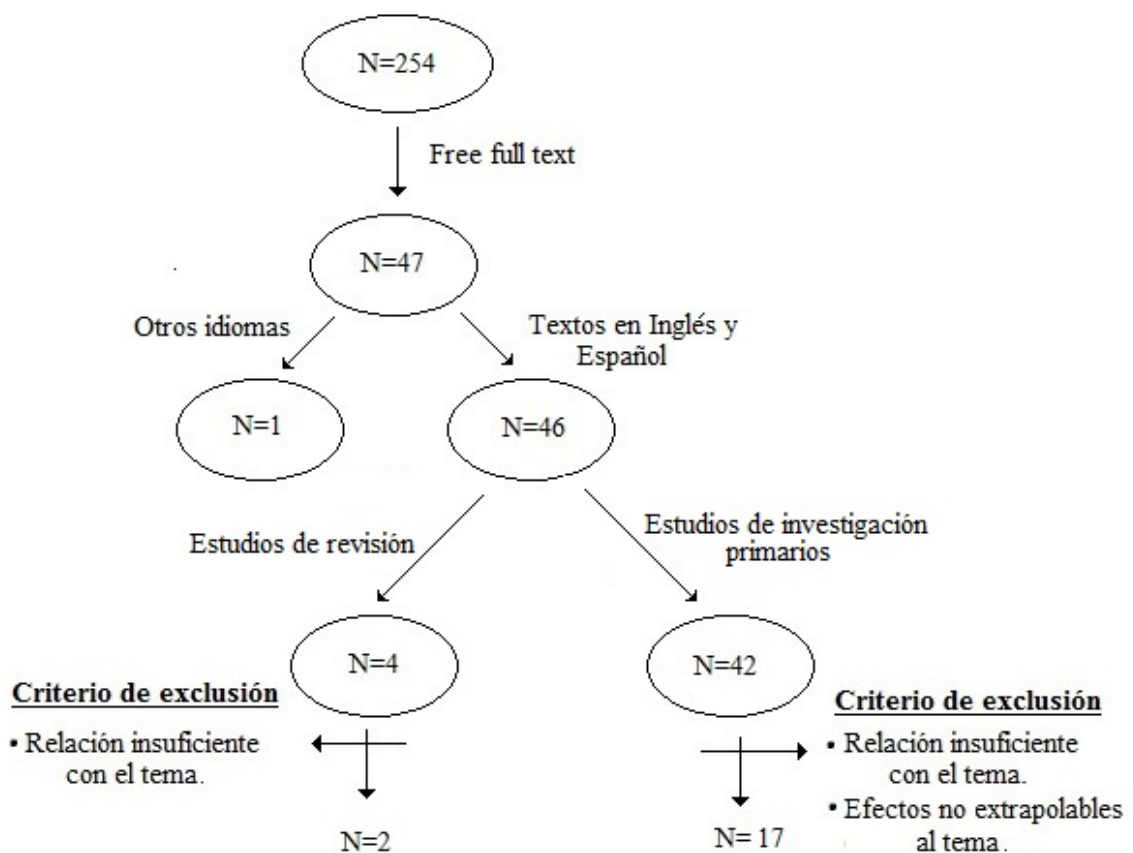 N=254
Free full text
N=47
Otros idiomas
Textos en Inglés y
Español
N=1
N=46
Estudios de revisión
Estudios de investigación
primarios
N=4
N=42
Criterio de exclusión
• Relación insuficiente
con el tema.
Criterio de exclusión
• Relación insuficiente
con el tema.
• Efectos no extrapolables
al tema.
N=2
N= 17